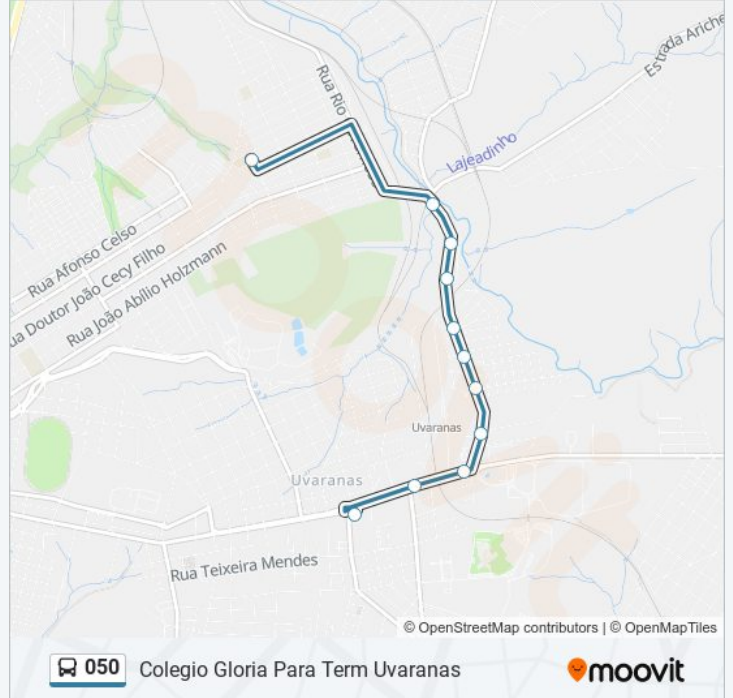 Estrada Ariche
Rua Rio
Lajeadinho
Rua Afonso Celso
ua Doutor João Cecy Filho
Rua João Abílio Holzmann
Uvaranas
Uvaranas
Rua Teixeira Mendes
© OpenStreetMap contributors | © OpenMapTiles
050 Colegio Gloria Para Term Uvaranas
moovit